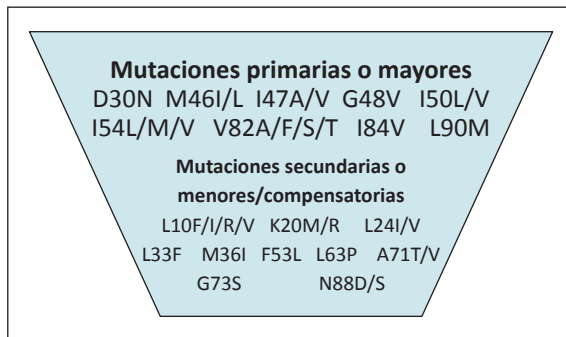 Mutaciones primarias o mayores
D30N M46I/L I47A/V G48V I50L/V
I54L/M/V V82A/F/S/T I84V L90M
Mutaciones secundarias o
menores/compensatorias
L10F/I/R/V K20M/R L24I/V
L33F M36I F53L L63P A71T/V
G73S N88D/S